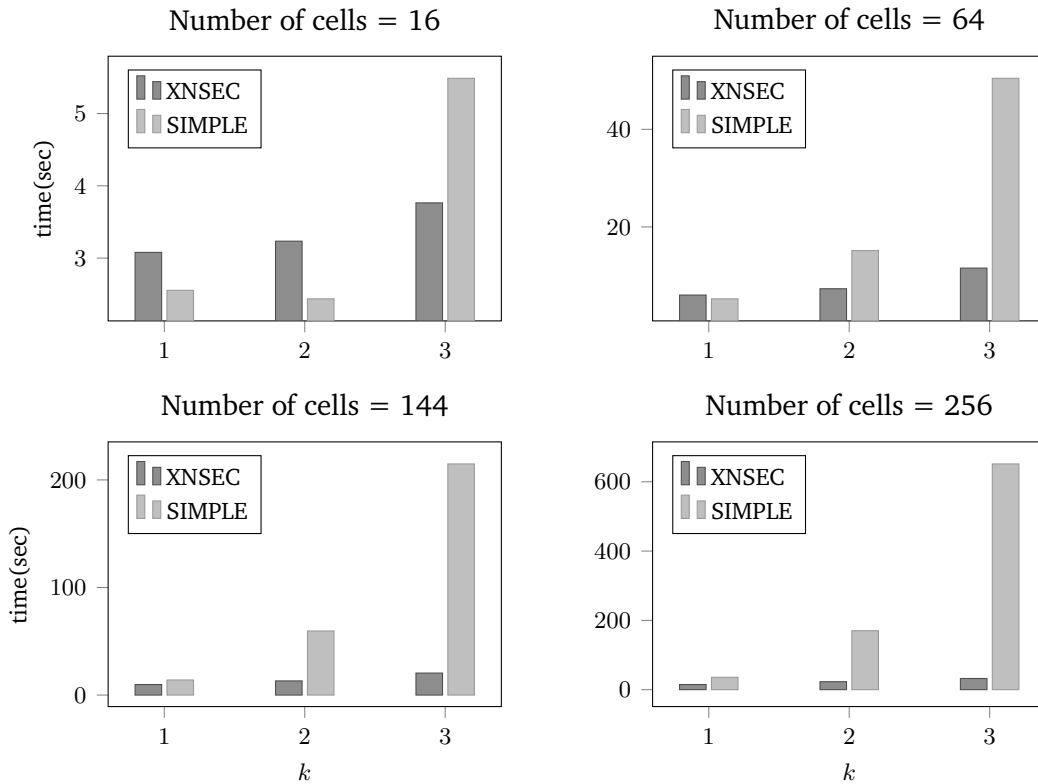 Number of cells = 16
time(sec)
5
4
3
XNSEC
SIMPLE
1 2 3
Number of cells = 64
40
20
XNSEC
SIMPLE
1 2 3
Number of cells = 144
time(sec)
200
100
0
XNSEC
SIMPLE
1 2 3
k
Number of cells = 256
600
400
200
0
XNSEC
SIMPLE
1 2 3
k